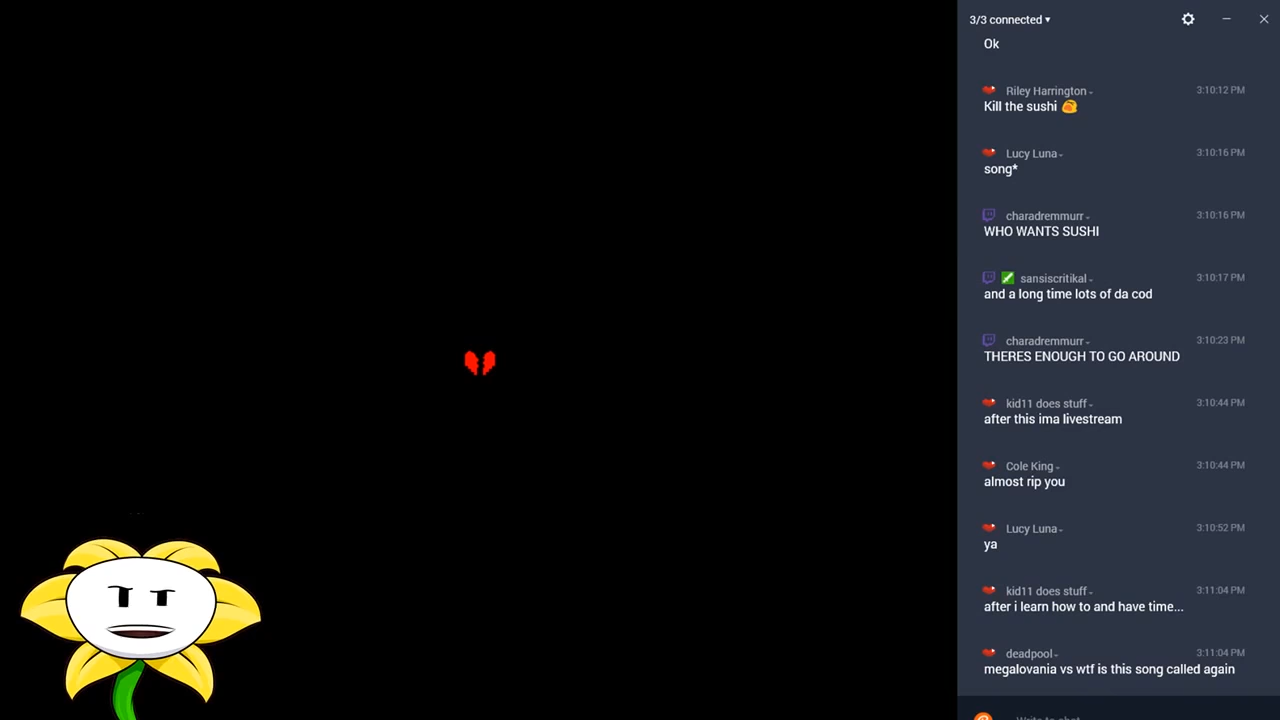 3/3 connected ▾
Ok
Riley Harrington 3:10:12 PM
Kill the sushi
Lucy Luna 3:10:16 PM
song*
charadremmurr 3:10:16 PM
WHO WANTS SUSHI
sansiscritikal 3:10:17 PM
and a long time lots of da cod
charadremmurr 3:10:23 PM
THERES ENOUGH TO GO AROUND
kid11 does stuff 3:10:44 PM
after this ima livestream
Cole King 3:10:44 PM
almost rip you
Lucy Luna 3:10:52 PM
ya
kid11 does stuff 3:11:04 PM
after i learn how to and have time...
deadpool 3:11:04 PM
megalovania vs wtf is this song called again
Write to chat